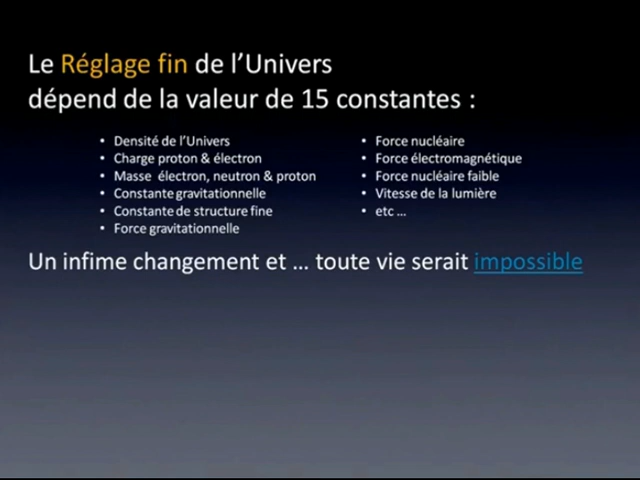 Le Réglage fin de l'Univers
dépend de la valeur de 15 constantes :
• Densité de l'Univers
• Charge proton & électron
• Masse électron, neutron & proton
• Constante gravitationnelle
• Constante de structure fine
• Force gravitationnelle
• Force nucléaire
• Force électromagnétique
• Force nucléaire faible
• Vitesse de la lumière
• etc ...
Un infime changement et ... toute vie serait impossible